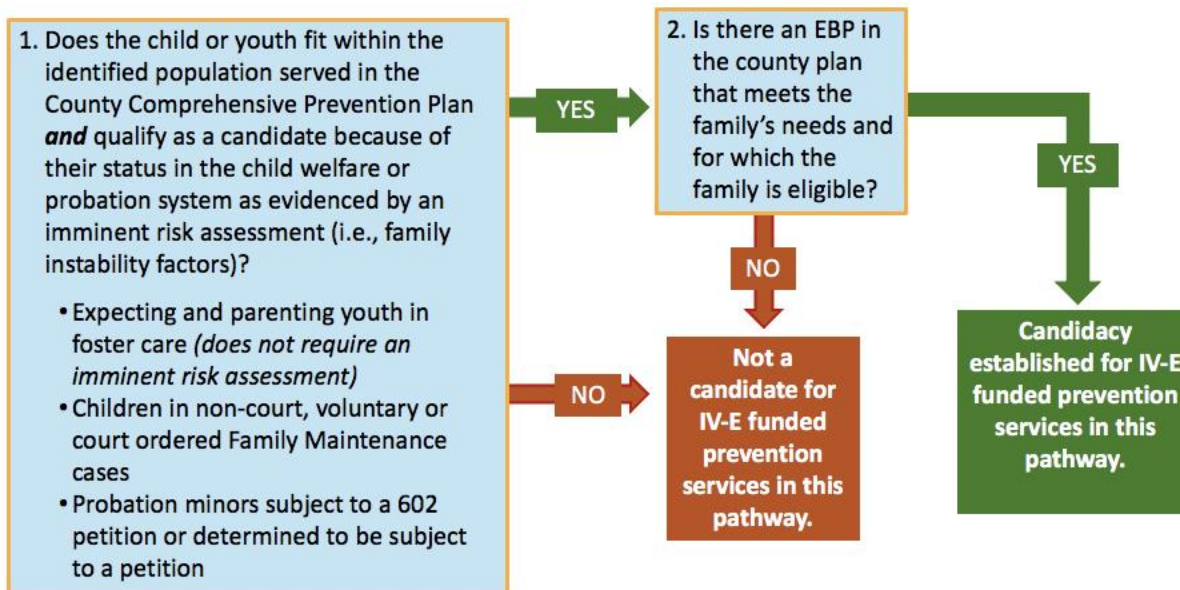 1. Does the child or youth fit within the
identified population served in the
County Comprehensive Prevention Plan
and qualify as a candidate because of
their status in the child welfare or
probation system as evidenced by an
imminent risk assessment (i.e., family
instability factors)?
• Expecting and parenting youth in
foster care (does not require an
imminent risk assessment)
• Children in non-court, voluntary or
court ordered Family Maintenance
cases
• Probation minors subject to a 602
petition or determined to be subject
to a petition
YES
NO
2. Is there an EBP in
the county plan
that meets the
family's needs and
for which the
family is eligible?
NO
YES
Not a
candidate for
IV-E funded
prevention
services in this
pathway.
Candidacy
established for IV-E
funded prevention
services in this
pathway.